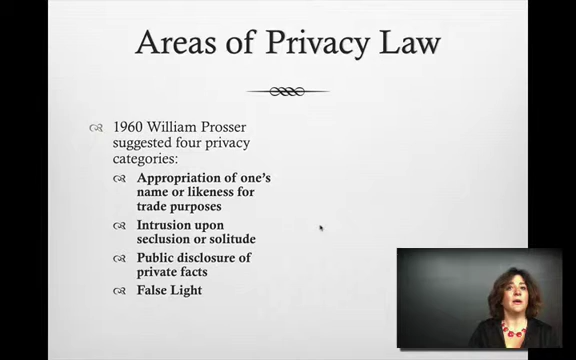 Areas of Privacy Law
1960 William Prosser
suggested four privacy
categories:
Appropriation of one's
name or likeness for
trade purposes
Intrusion upon
seclusion or solitude
Public disclosure of
private facts
False Light